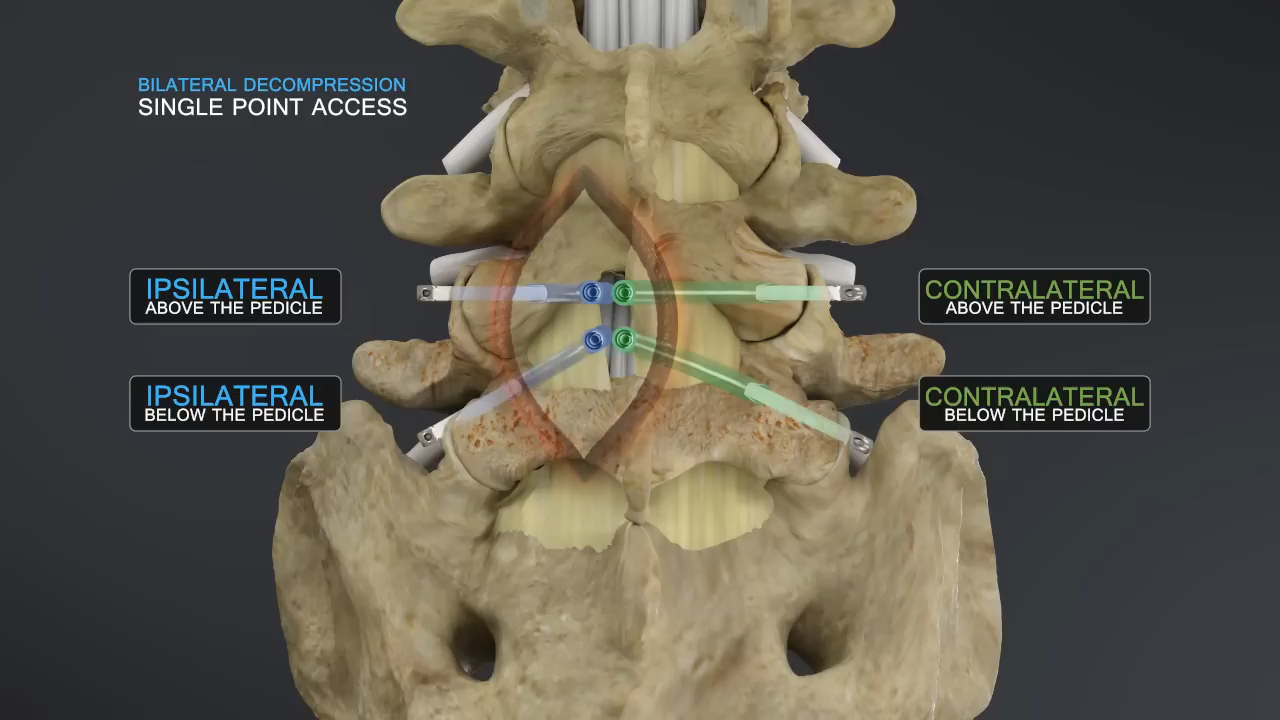 BILATERAL DECOMPRESSION
SINGLE POINT ACCESS
IPSILATERAL
ABOVE THE PEDICLE
CONTRALATERAL
ABOVE THE PEDICLE
IPSILATERAL
BELOW THE PEDICLE
CONTRALATERAL
BELOW THE PEDICLE